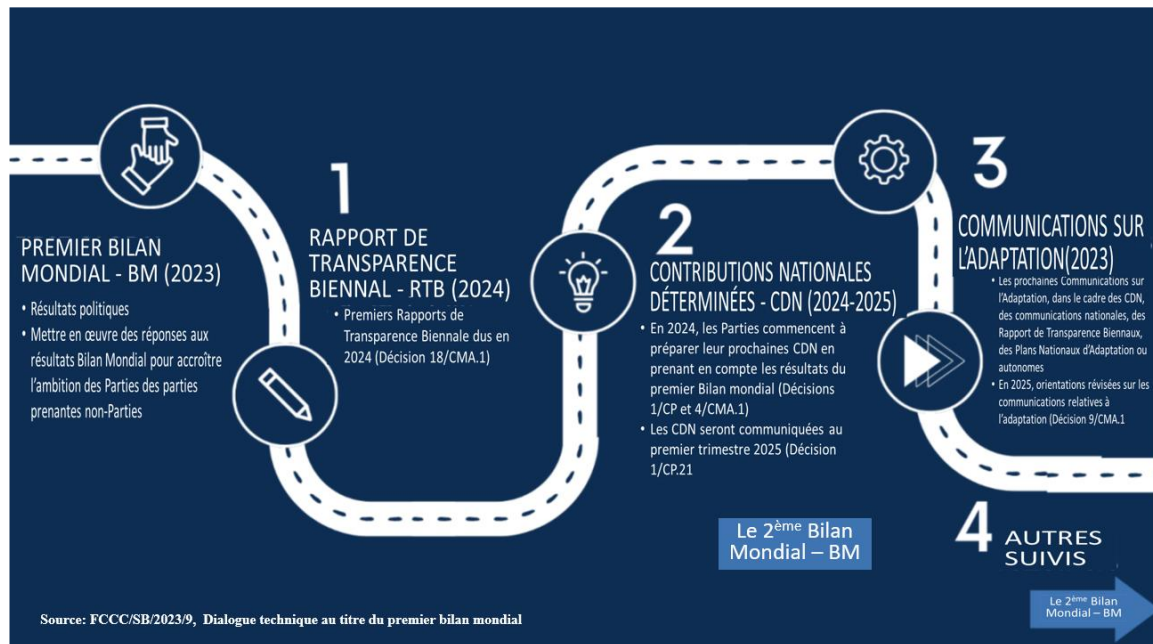 PREMIER BILAN
MONDIAL - BM (2023)
• Résultats politiques
• Mettre en œuvre des réponses aux
résultats Bilan Mondial pour accroître
l’ambition des Parties des parties
prenantes non-Parties
1
RAPPORT DE
TRANSPARENCE
BIENNAL - RTB (2024)
• Premiers Rapports de
Transparence Biennale dus en
2024 (Décision 18/CMA.1)
2
CONTRIBUTIONS NATIONALES
DÉTERMINÉES - CDN (2024-2025)
• En 2024, les Parties commencent à
préparer leur prochaines CDN en
prenant en compte les résultats du
premier Bilan mondial (Décisions
1/CP et 4/CMA.1)
• Les CDN seront communiquées au
premier trimestre 2025 (Décision
1/CP.21
3
COMMUNICATIONS SUR
L’ADAPTATION(2023)
• Les prochaines Communications sur
l’Adaptation, dans le cadre des CDN,
des communications nationales, des
Rapport de Transparence Biennaux,
des Plans Nationaux d’Adaptation ou
autonomes
• En 2025, orientations révisées sur les
communications relatives à
l’adaptation (Décision 9/CMA.1
Le 2ème Bilan
Mondial – BM
4 AUTRES
SUIVIS
Le 2ème Bilan
Mondial – BM
Source: FCCC/SB/2023/9, Dialogue technique au titre du premier bilan mondial